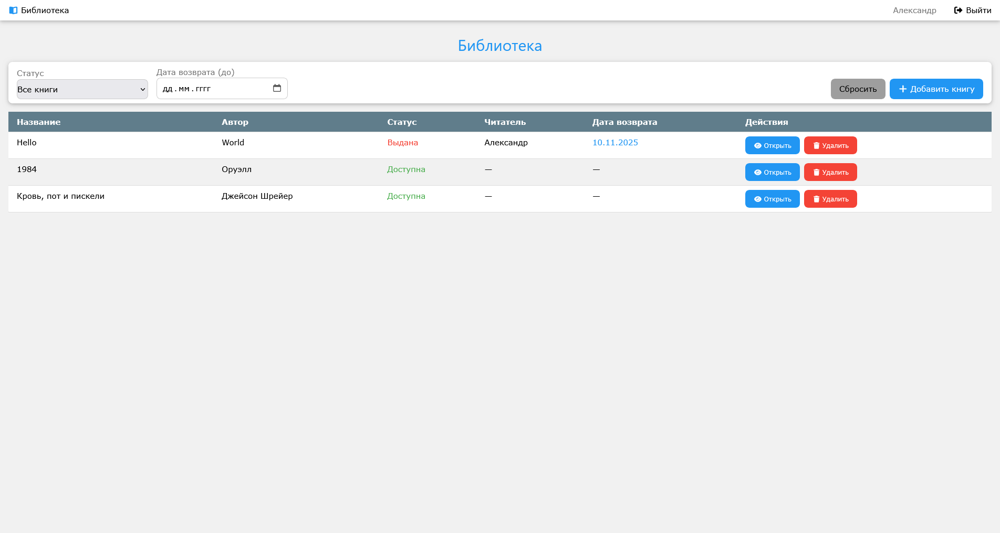 Библиотека Александр Выйти
Библиотека
Статус Дата возврата (до)
Все книги дд.мм.гггг Сбросить Добавить книгу
Название Автор Статус Читатель Дата возврата Действия
Hello World Выдана Александр 10.11.2025 Открыть Удалить
1984 Оруэлл Доступна — — Открыть Удалить
Кровь, пот и пискели Джейсон Шрейер Доступна — — Открыть Удалить